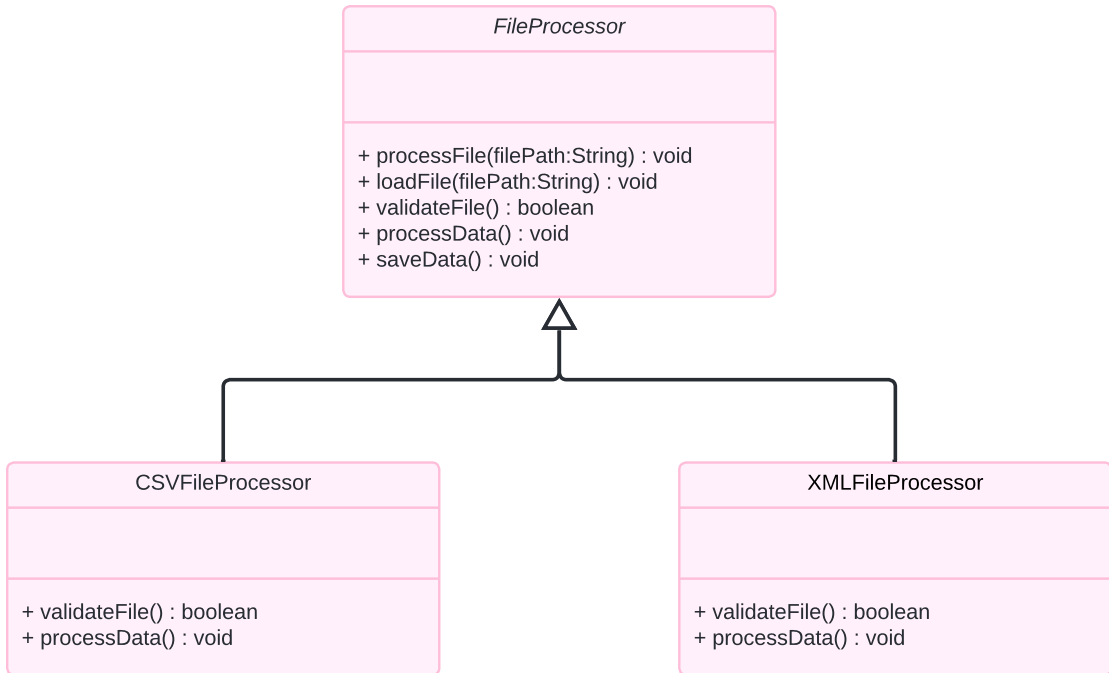 FileProcessor
+ processFile(filePath:String) : void
+ loadFile(filePath:String) : void
+ validateFile() : boolean
+ processData() : void
+ saveData() : void
CSVFileProcessor
+ validateFile() : boolean
+ processData() : void
XMLFileProcessor
+ validateFile() : boolean
+ processData() : void